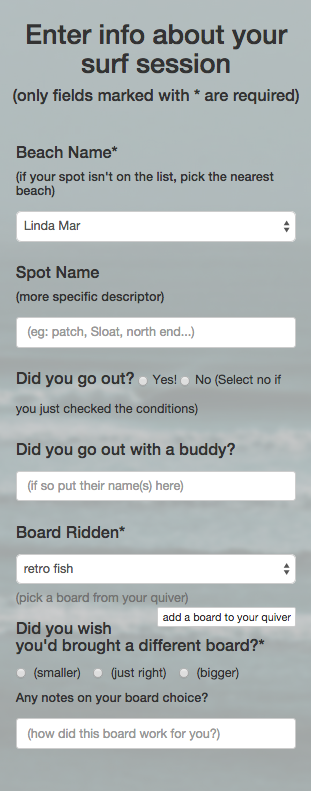 Enter info about your
surf session
(only fields marked with * are required)
Beach Name*
(if your spot isn't on the list, pick the nearest
beach)
Linda Mar
Spot Name
(more specific descriptor)
(eg: patch, Sloat, north end...)
Did you go out? Yes! No (Select no if
you just checked the conditions)
Did you go out with a buddy?
(if so put their name(s) here)
Board Ridden*
retro fish
(pick a board from your quiver)
add a board to your quiver
Did you wish
you'd brought a different board?*
(smaller) (just right) (bigger)
Any notes on your board choice?
(how did this board work for you?)